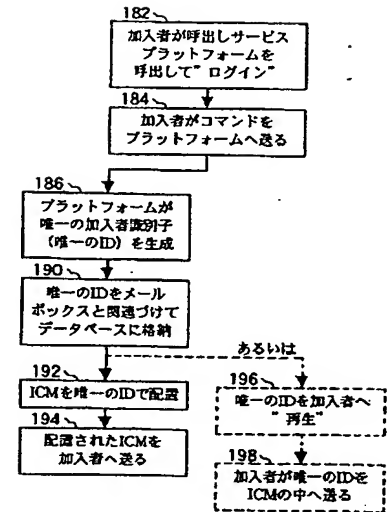 182
加入者が呼出しサービス
プラットフォームを
呼出して"ログイン"
184
加入者がコマンドを
プラットフォームへ送る
186
プラットフォームが
唯一の加入者識別子
(唯一のID)を生成
190
唯一のIDをメール
ボックスと関連づけて
データベースに格納
あるいは
192
ICMを唯一のIDで配置
194
配置されたICMを
加入者へ送る
196
唯一のIDを加入者へ
"再生"
198
加入者が唯一のIDを
ICMの中へ送る